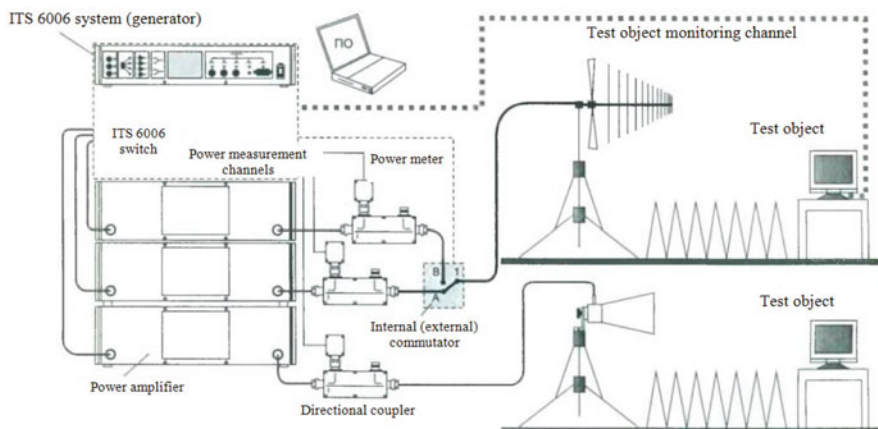 ITS 6006 system (generator)
ПО
Test object monitoring channel
ITS 6006
switch
Power measurement
channels
Power meter
Test object
B
1
A
Internal (external)
commutator
Test object
Power amplifier
Directional coupler